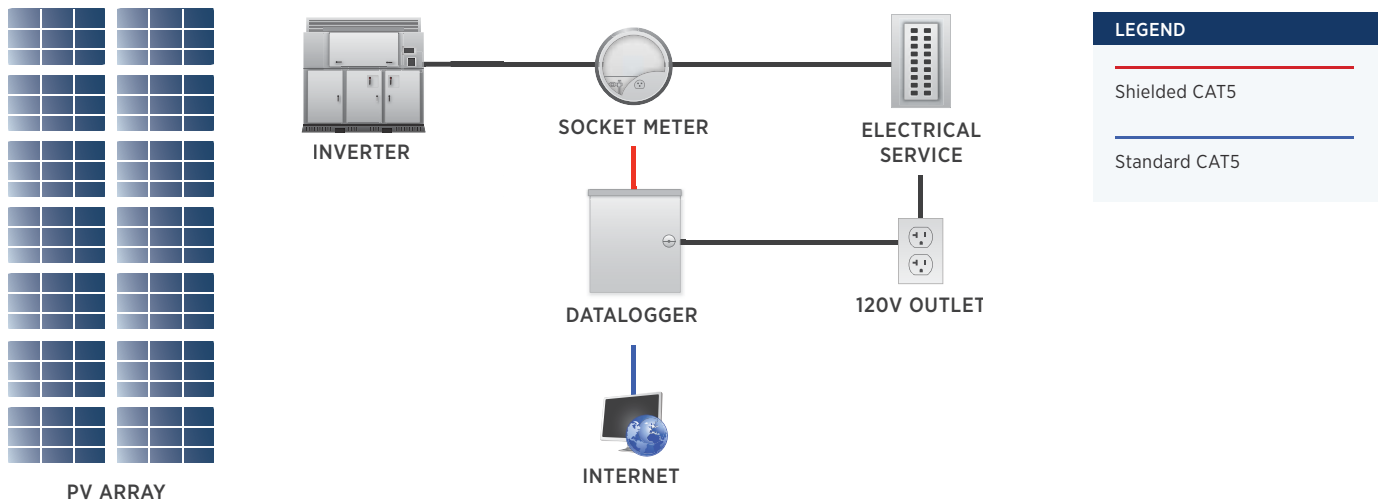 LEGEND
Shielded CAT5
Standard CAT5
SOCKET METER
ELECTRICAL
SERVICE
INVERTER
120V OUTLET
DATALOGGER
INTERNET
PV ARRAY